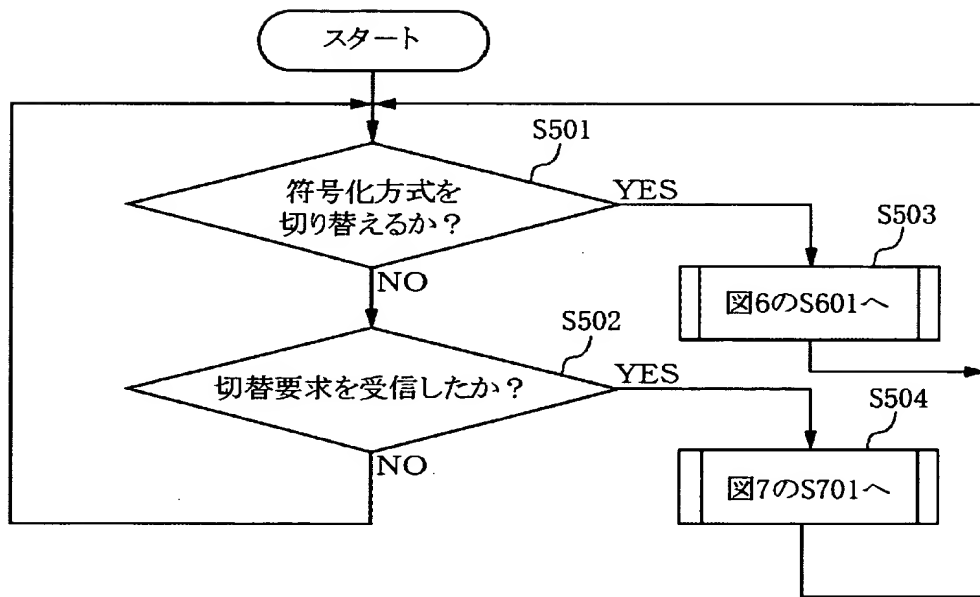 スタート
S501
符号化方式を
切り替えるか？
YES
S503
NO
図6のS601へ
S502
切替要求を受信したか？
YES
S504
NO
図7のS701へ